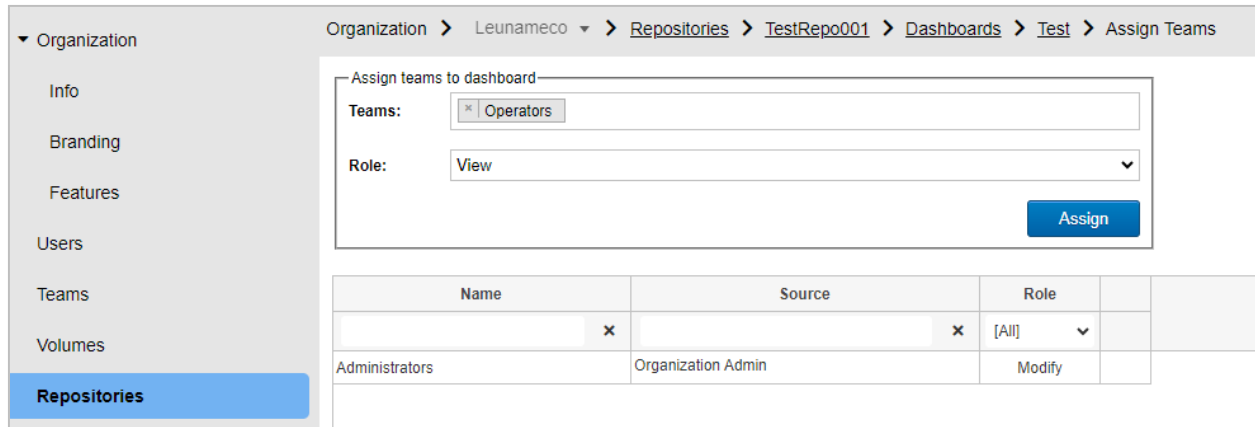 Organization
Info
Branding
Features
Users
Teams
Volumes
Repositories
Organization > Leunameco > Repositories > TestRepo001 > Dashboards > Test > Assign Teams
Assign teams to dashboard
Teams: × Operators
Role: View
Assign
Name Source Role
× × [All]
Administrators Organization Admin Modify